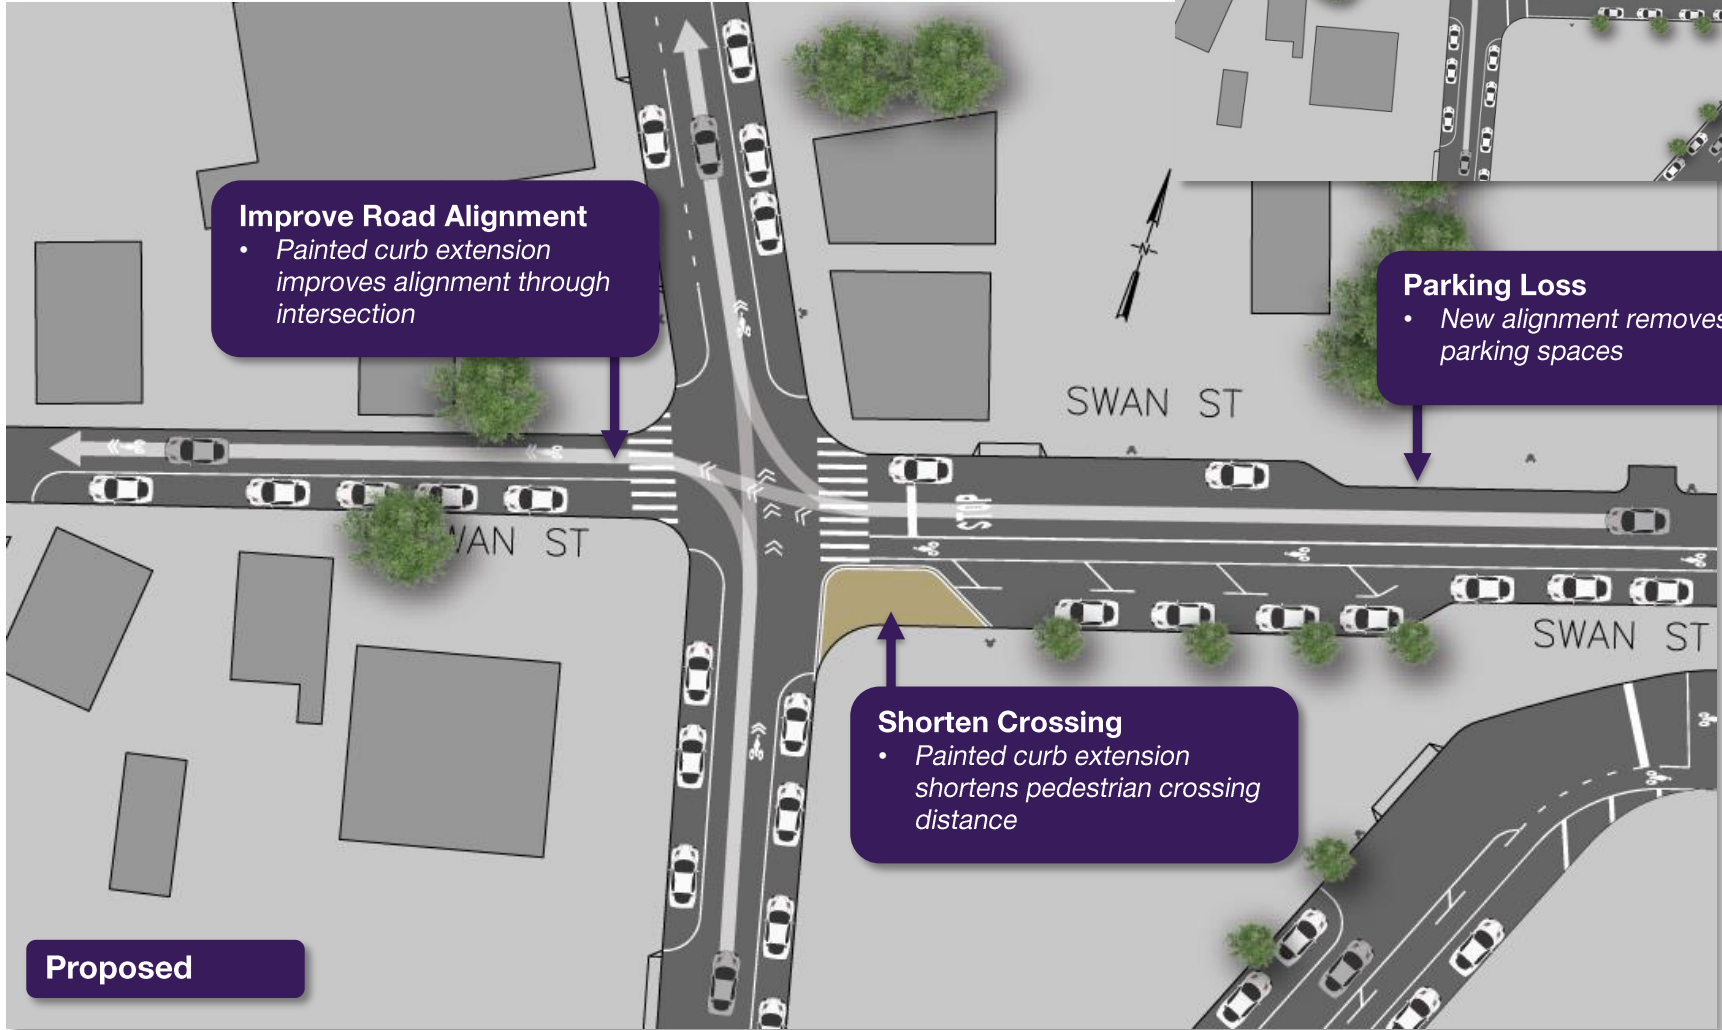 Improve Road Alignment
• Painted curb extension
improves alignment through
intersection
Parking Loss
• New alignment removes
parking spaces
N
SWAN ST
STOP
WAN ST
SWAN ST
Shorten Crossing
• Painted curb extension
shortens pedestrian crossing
distance
Proposed